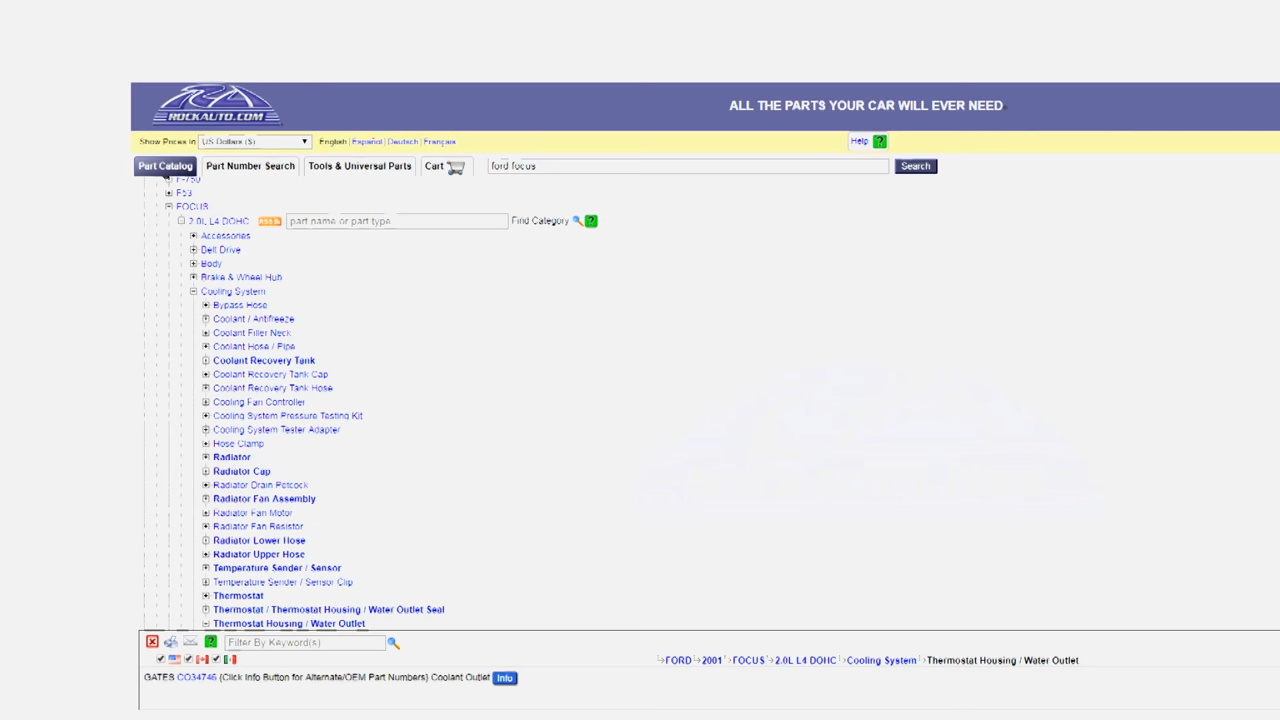 ROCKAUTO.COM
ALL THE PARTS YOUR CAR WILL EVER NEED
Show Prices In US Dollars ($) English | Español | Deutsch | Français Help ?
Part Catalog Part Number Search Tools & Universal Parts Cart ford focus Search
F-750
F53
FOCUS
2.0L L4 DOHC part name or part type Find Category ?
Accessories
Belt Drive
Body
Brake & Wheel Hub
Cooling System
Bypass Hose
Coolant / Antifreeze
Coolant Filler Neck
Coolant Hose / Pipe
Coolant Recovery Tank
Coolant Recovery Tank Cap
Coolant Recovery Tank Hose
Cooling Fan Controller
Cooling System Pressure Testing Kit
Cooling System Tester Adapter
Hose Clamp
Radiator
Radiator Cap
Radiator Drain Petcock
Radiator Fan Assembly
Radiator Fan Motor
Radiator Fan Resistor
Radiator Lower Hose
Radiator Upper Hose
Temperature Sender / Sensor
Temperature Sender / Sensor Clip
Thermostat
Thermostat / Thermostat Housing / Water Outlet Seal
Thermostat Housing / Water Outlet
? Filter By Keyword(s)
FORD 2001 FOCUS 2.0L L4 DOHC Cooling System Thermostat Housing / Water Outlet
GATES CO34746 (Click Info Button for Alternate/OEM Part Numbers) Coolant Outlet Info